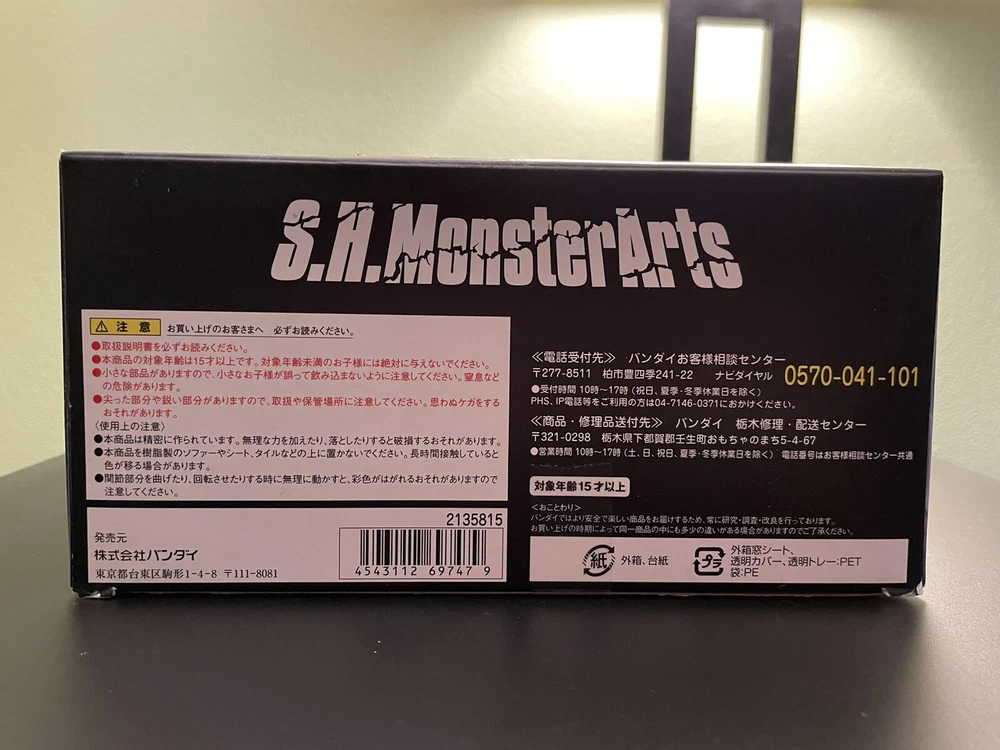 S.H.MonsterArts
注意 お買い上げのお客さまへ 必ずお読みください。
●取扱説明書を必ずお読みください。
●本商品の対象年齢は15才以上です。対象年齢未満のお子様には絶対に与えないでください。
●小さな部品がありますので、小さなお子様が誤って飲み込まないように注意してください。窒息など
の危険があります。
●尖った部分や鋭い部分がありますので、取扱や保管場所に注意してください。思わぬケガをする
おそれがあります。
〈使用上の注意〉
●本商品は精密に作られています。無理な力を加えたり、落としたりすると破損するおそれがあります。
●本商品を樹脂製のソファーやシート、タイルなどの上に置かないでください。長時間接触していると
色が移る場合があります。
●関節部分を曲げたり、回転させたりする時に無理に動かすと、彩色がはがれるおそれがありますので
注意してください。
2135815
発売元
株式会社バンダイ
東京都台東区駒形1-4-8 〒111-8081
4543112 69747 9
≪電話受付先≫ バンダイお客様相談センター
〒277-8511 柏市豊四季241-22 ナビダイヤル 0570-041-101
●受付時間 10時〜17時(祝日、夏季・冬季休業日を除く)
PHS、IP電話等をご利用の方は04-7146-0371におかけください。
≪商品・修理品送付先≫ バンダイ 栃木修理・配送センター
〒321-0298 栃木県下都賀郡壬生町おもちゃのまち5-4-67
●営業時間 10時〜17時(土、日、祝日、夏季・冬季休業日を除く) 電話番号はお客様相談センター共通
対象年齢15才以上
<おことわり>
バンダイではより安全で楽しい商品をお届けするため、常に研究・調査・改良を行っております。
お買い上げの時期によって同一商品の中にも多少の違いがある場合がありますのでご了承ください。
紙 外箱、台紙
プラ 外箱窓シート、
透明カバー、透明トレー:PET
袋:PE